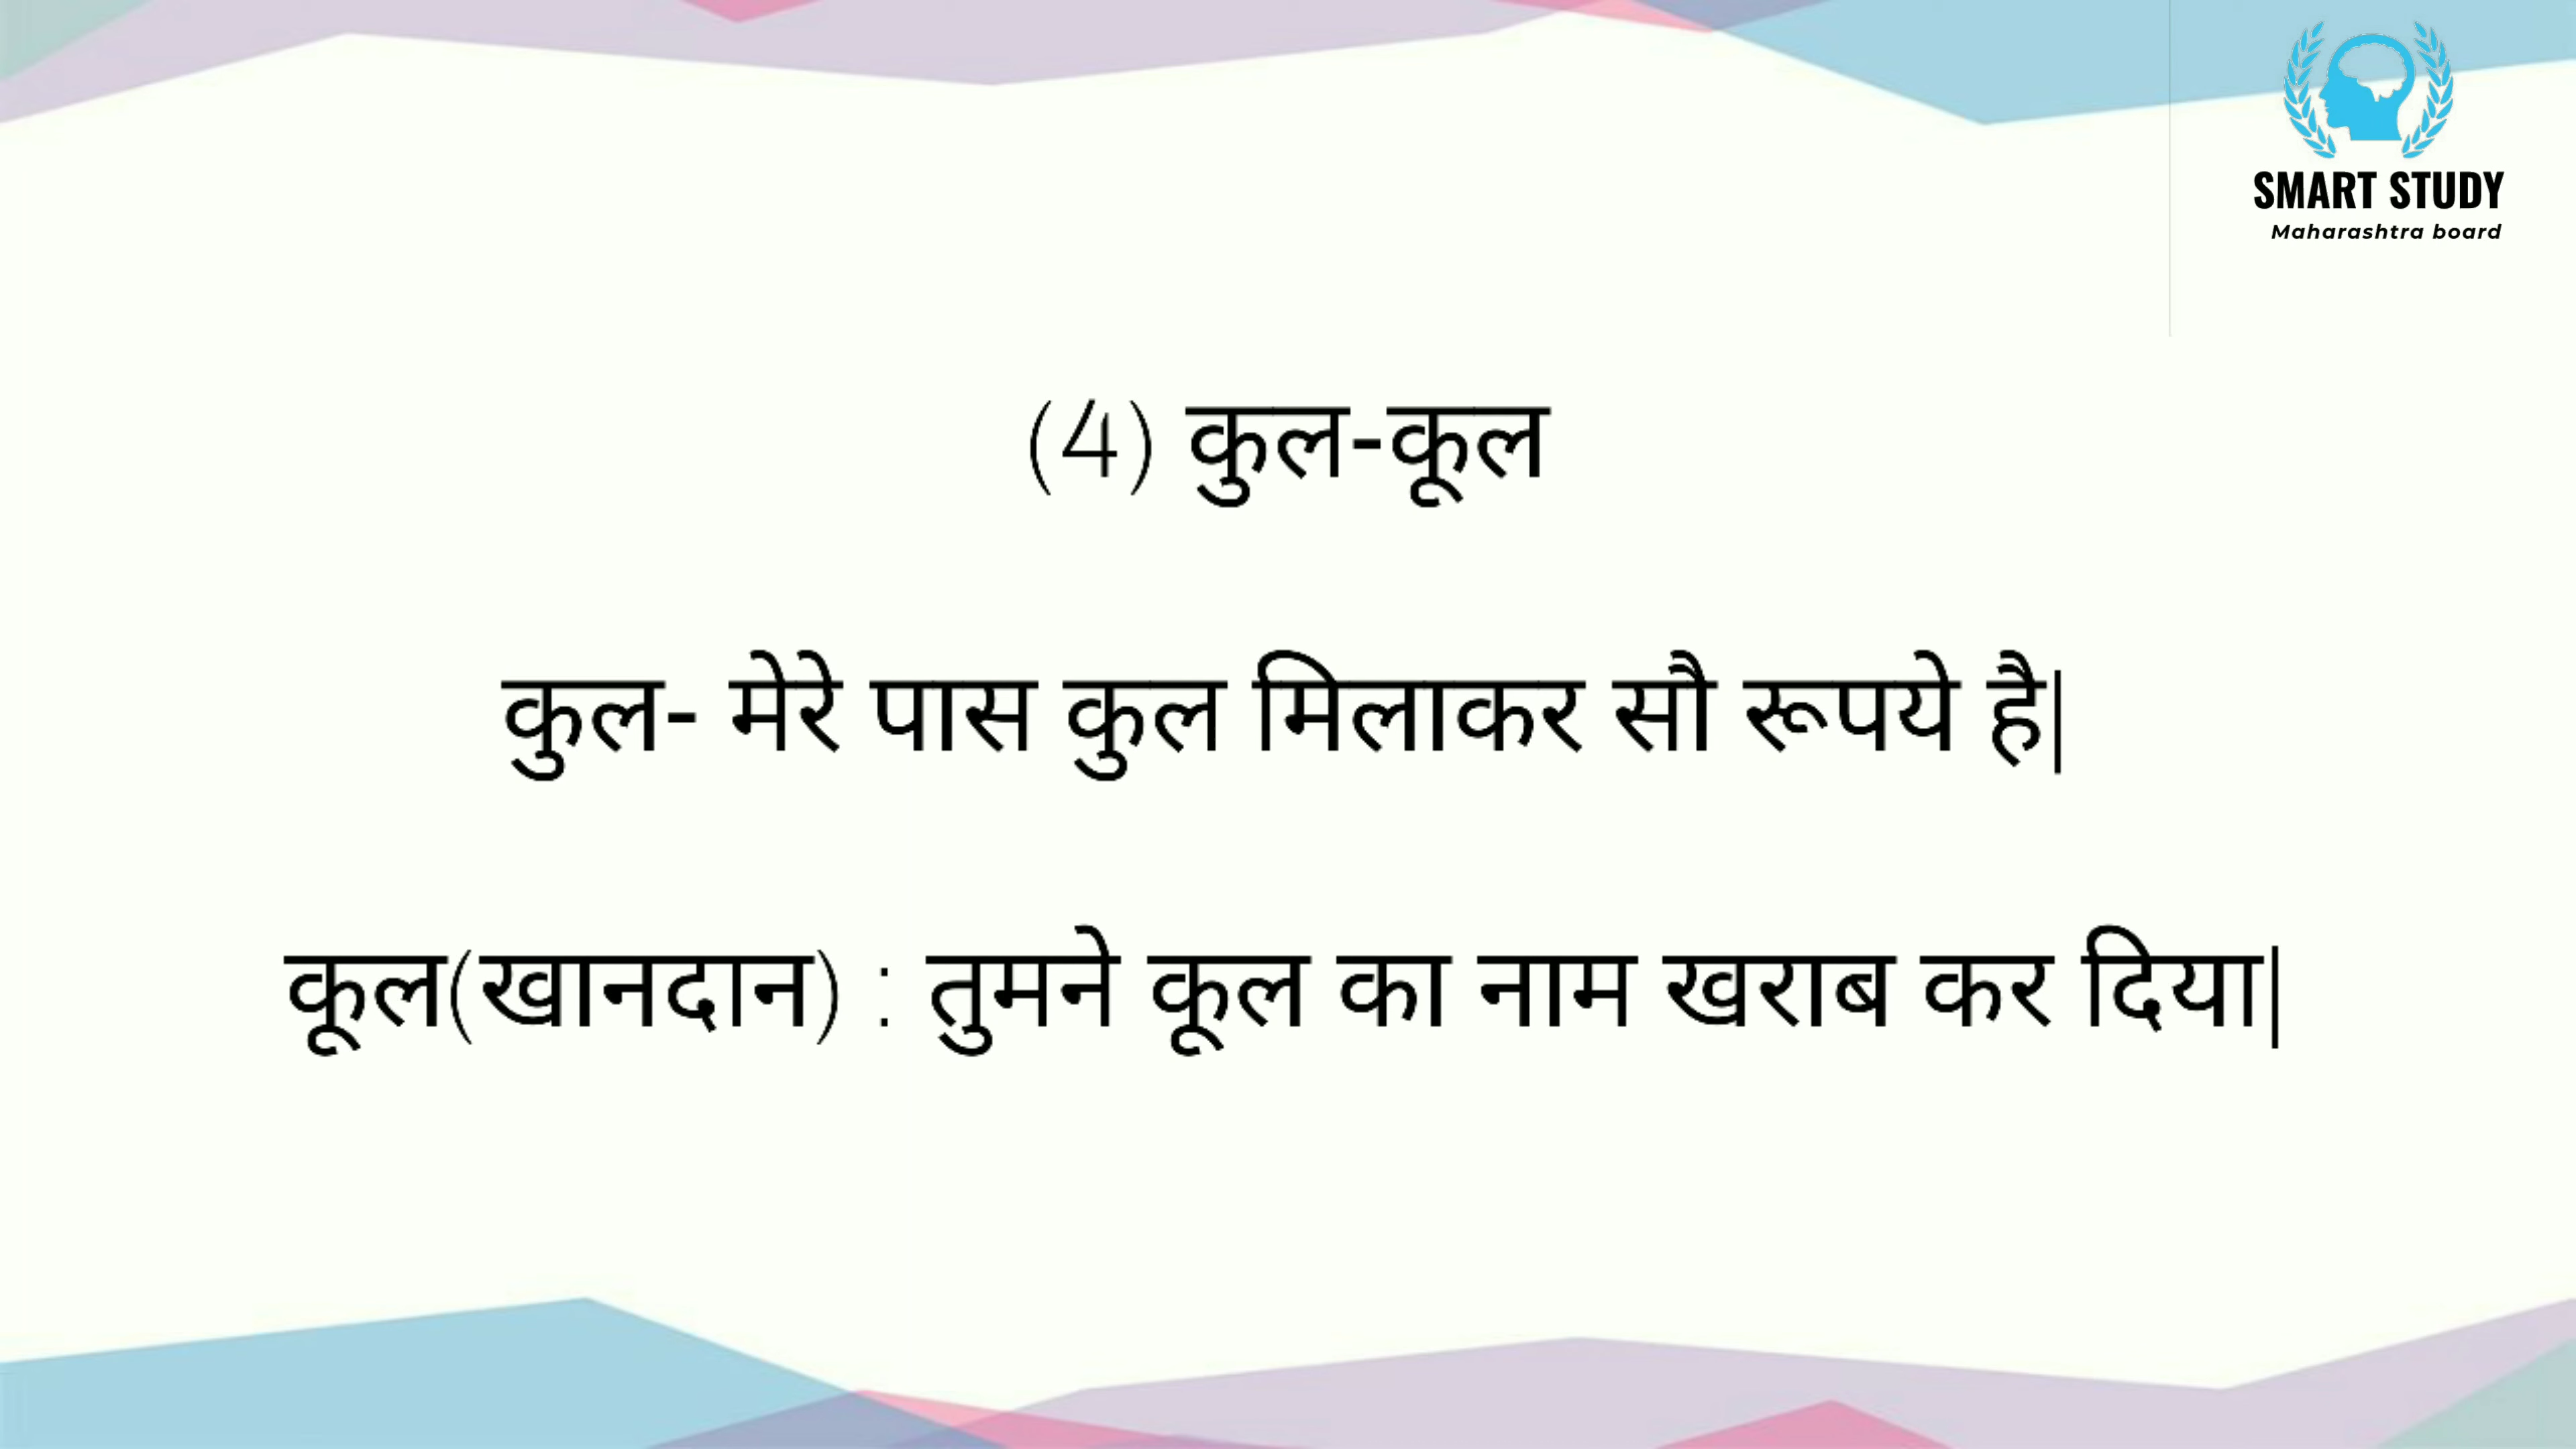 SMART STUDY
Maharashtra board
(4) कुल-कूल
कुल- मेरे पास कुल मिलाकर सौ रूपये है|
कूल(खानदान) : तुमने कूल का नाम खराब कर दिया|